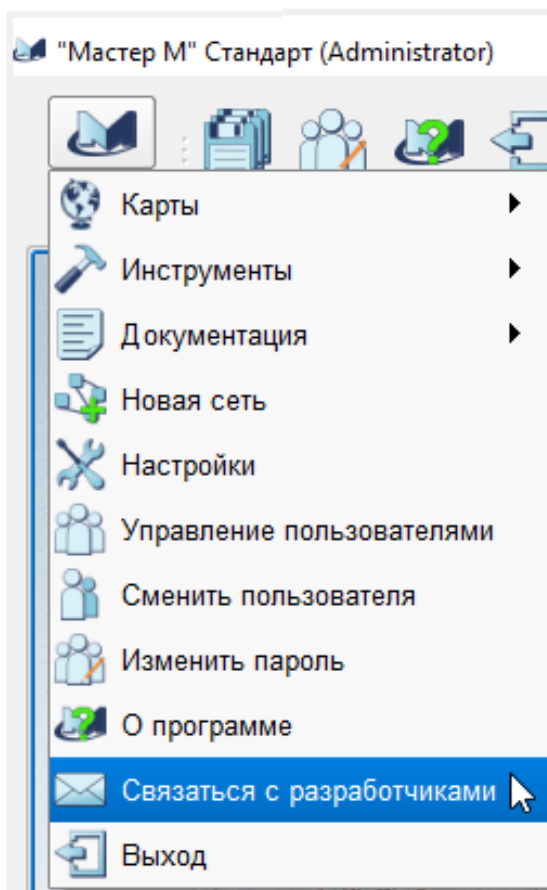 "Мастер М" Стандарт (Administrator)
Карты
Инструменты
Документация
Новая сеть
Настройки
Управление пользователями
Сменить пользователя
Изменить пароль
О программе
Связаться с разработчиками
Выход